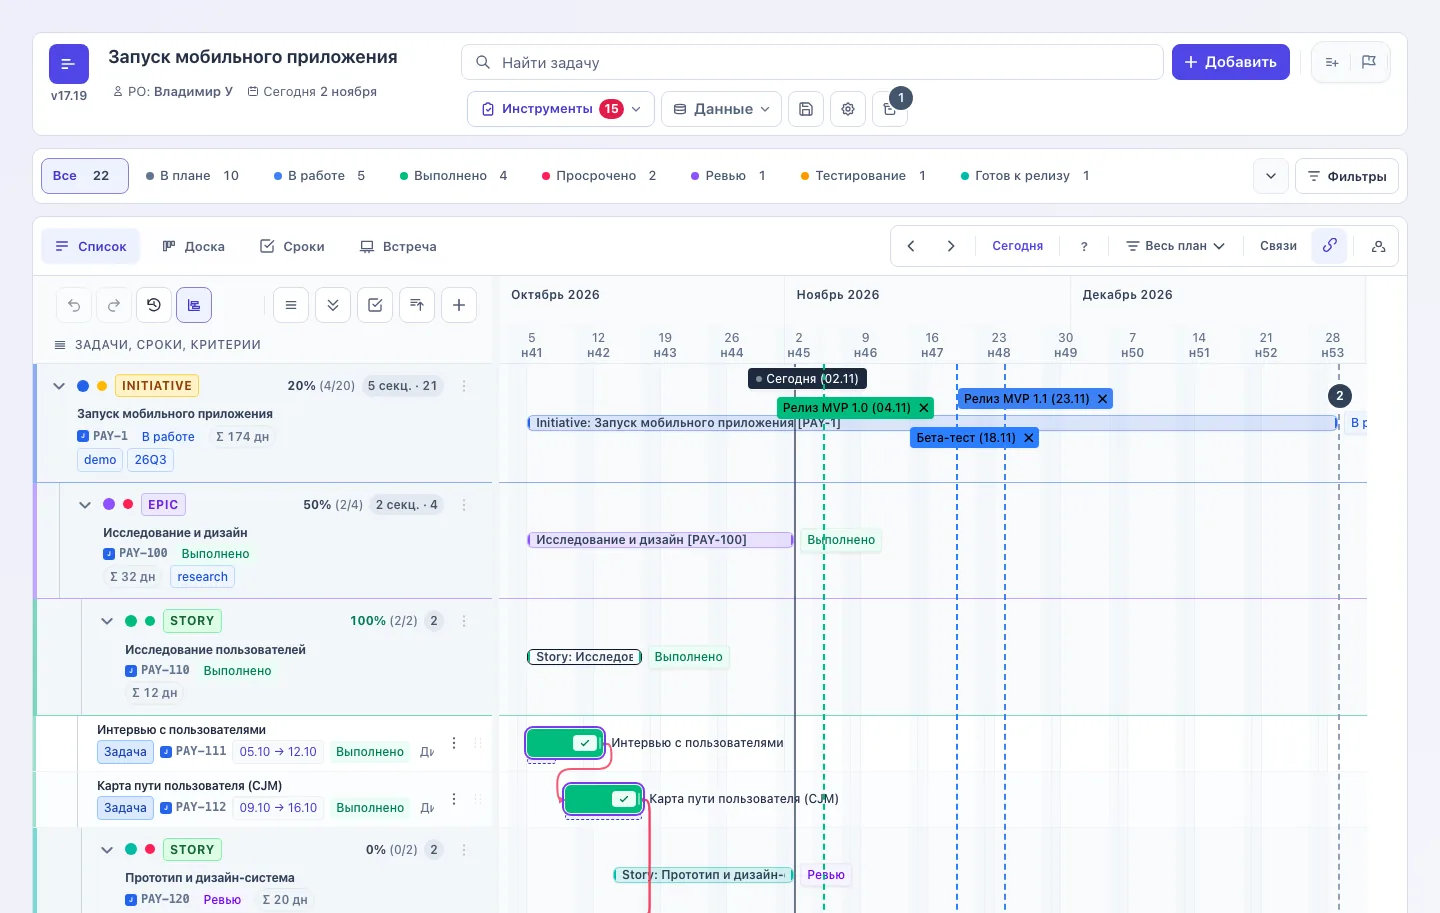 Запуск мобильного приложения
v17.19
PO: Владимир У
Сегодня 2 ноября
Найти задачу
Добавить
Инструменты 15
Данные
1
Все 22
В плане 10
В работе 5
Выполнено 4
Просрочено 2
Ревью 1
Тестирование 1
Готов к релизу 1
Фильтры
Список
Доска
Сроки
Встреча
Сегодня
?
Весь план
Связи
ЗАДАЧИ, СРОКИ, КРИТЕРИИ
Октябрь 2026
Ноябрь 2026
Декабрь 2026
5 12 19 26 2 9 16 23 30 7 14 21 28
н41 н42 н43 н44 н45 н46 н47 н48 н49 н50 н51 н52 н53
INITIATIVE 20% (4/20) 5 секц. · 21
Запуск мобильного приложения
PAY-1 В работе Σ 174 дн
demo 26Q3
Сегодня (02.11)
Релиз MVP 1.0 (04.11) ×
Релиз MVP 1.1 (23.11) ×
2
Initiative: Запуск мобильного приложения [PAY-1]
В р
Бета-тест (18.11) ×
EPIC 50% (2/4) 2 секц. · 4
Исследование и дизайн
PAY-100 Выполнено
Σ 32 дн research
Исследование и дизайн [PAY-100]
Выполнено
STORY 100% (2/2) 2
Исследование пользователей
PAY-110 Выполнено
Σ 12 дн
Story: Исследов
Выполнено
Интервью с пользователями
Задача PAY-111 05.10 → 12.10 Выполнено Ди
Интервью с пользователями
Карта пути пользователя (CJM)
Задача PAY-112 09.10 → 16.10 Выполнено Ди
Карта пути пользователя (CJM)
STORY 0% (0/2) 2
Прототип и дизайн-система
PAY-120 Ревью Σ 20 дн
Story: Прототип и дизайн-
Ревью